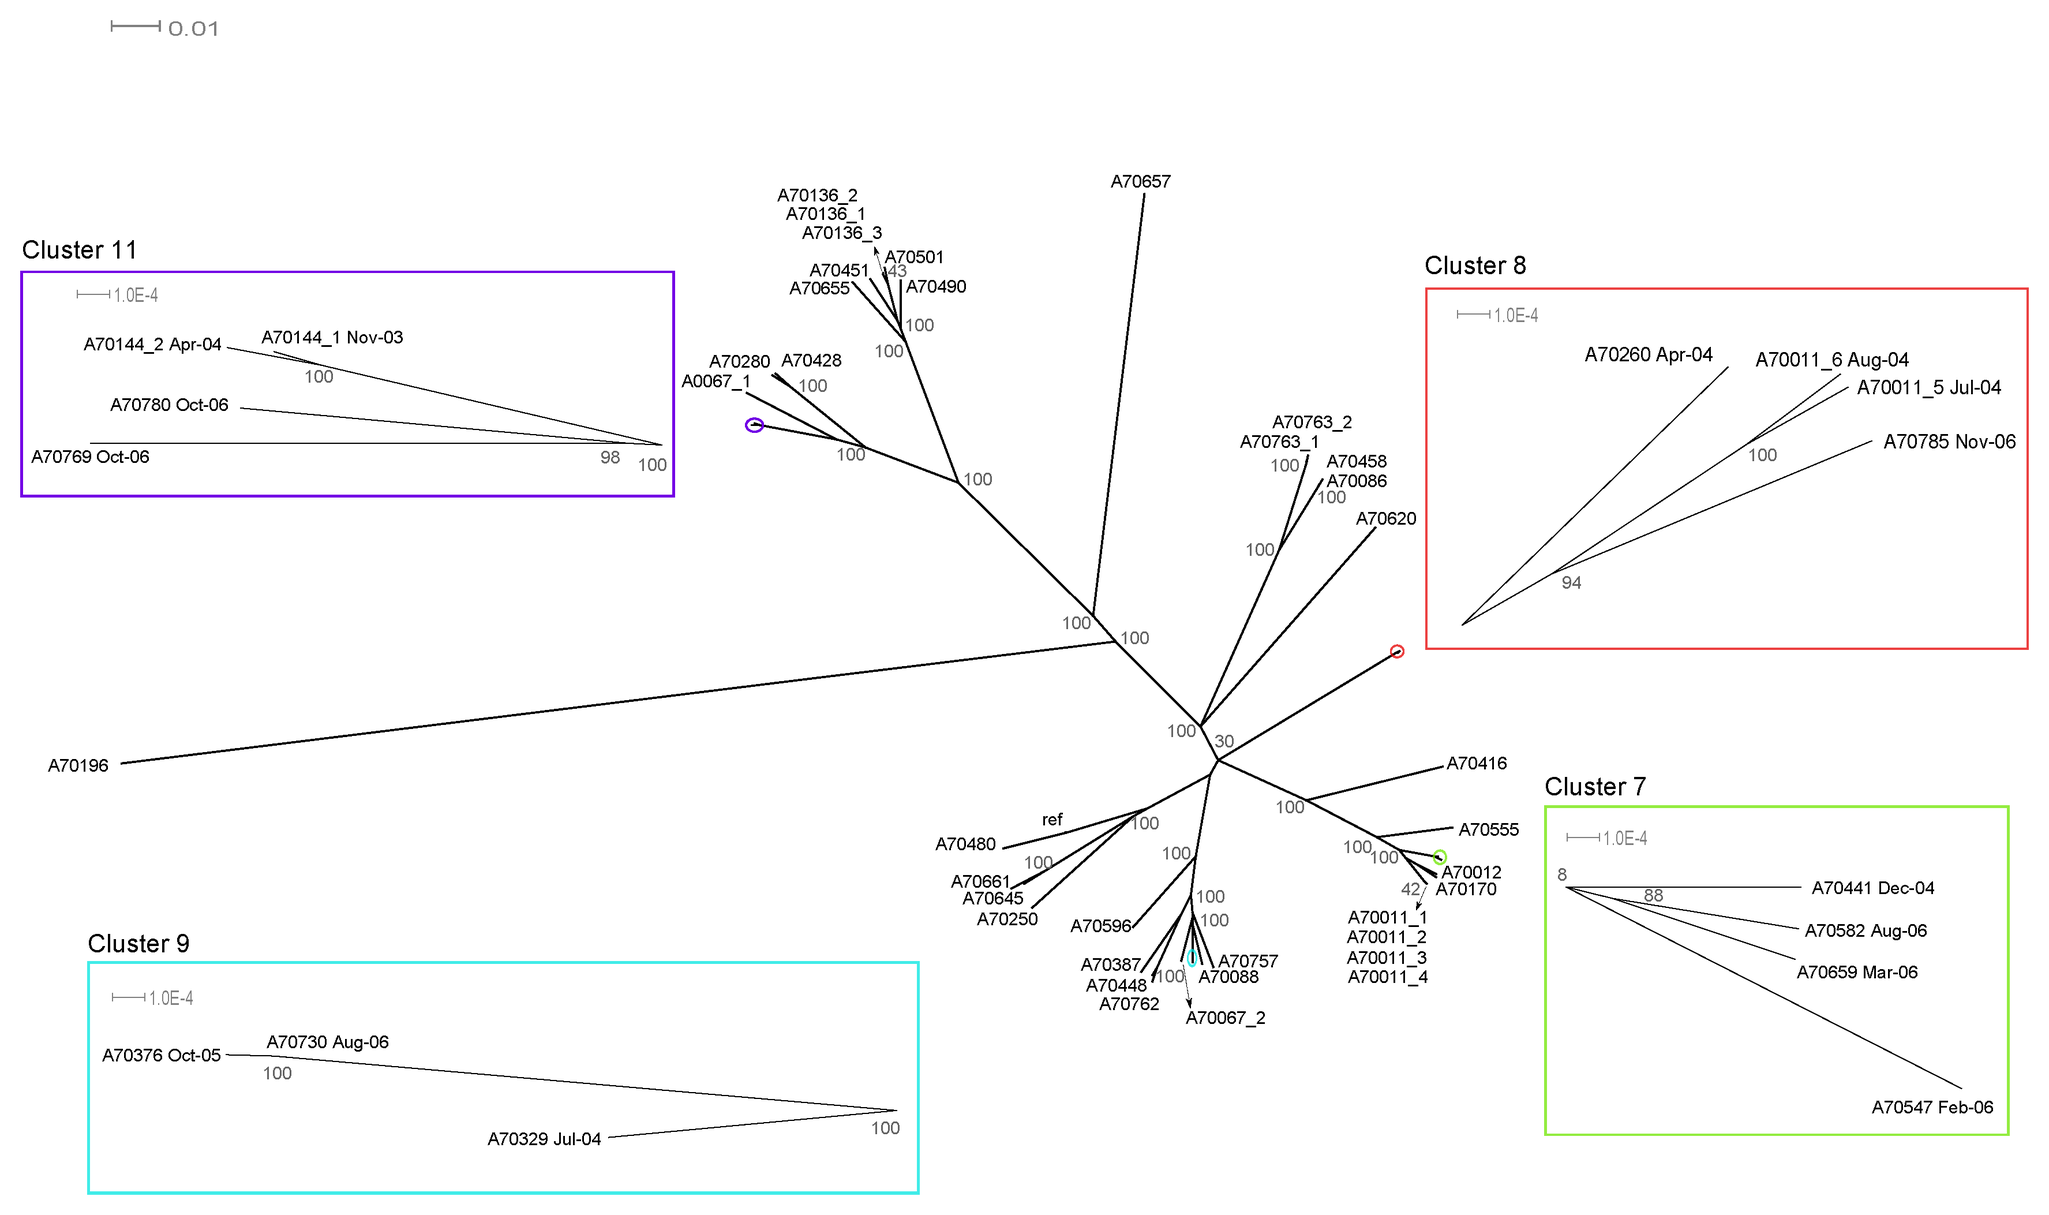 0.01
A70657
A70136_2
A70136_1
A70136_3
A70501
43
A70451
A70655
A70490
100
100
A70280
A70428
100
A0067_1
100
100
Cluster 11
1.0E-4
A70144_2 Apr-04
A70144_1 Nov-03
100
A70780 Oct-06
A70769 Oct-06
98
100
Cluster 8
1.0E-4
A70260 Apr-04
A70011_6 Aug-04
A70011_5 Jul-04
A70785 Nov-06
100
94
A70763_2
A70763_1
100
A70458
A70086
100
A70620
100
100
100
100
30
A70196
A70416
100
A70555
100
100
A70012
A70170
42
A70011_1
A70011_2
A70011_3
A70011_4
ref
100
A70480
100
A70661
A70645
A70250
100
100
100
A70596
A70387
A70448
A70762
100
A70757
A70088
A70067_2
Cluster 7
1.0E-4
8
88
A70441 Dec-04
A70582 Aug-06
A70659 Mar-06
A70547 Feb-06
Cluster 9
1.0E-4
A70376 Oct-05
A70730 Aug-06
100
A70329 Jul-04
100